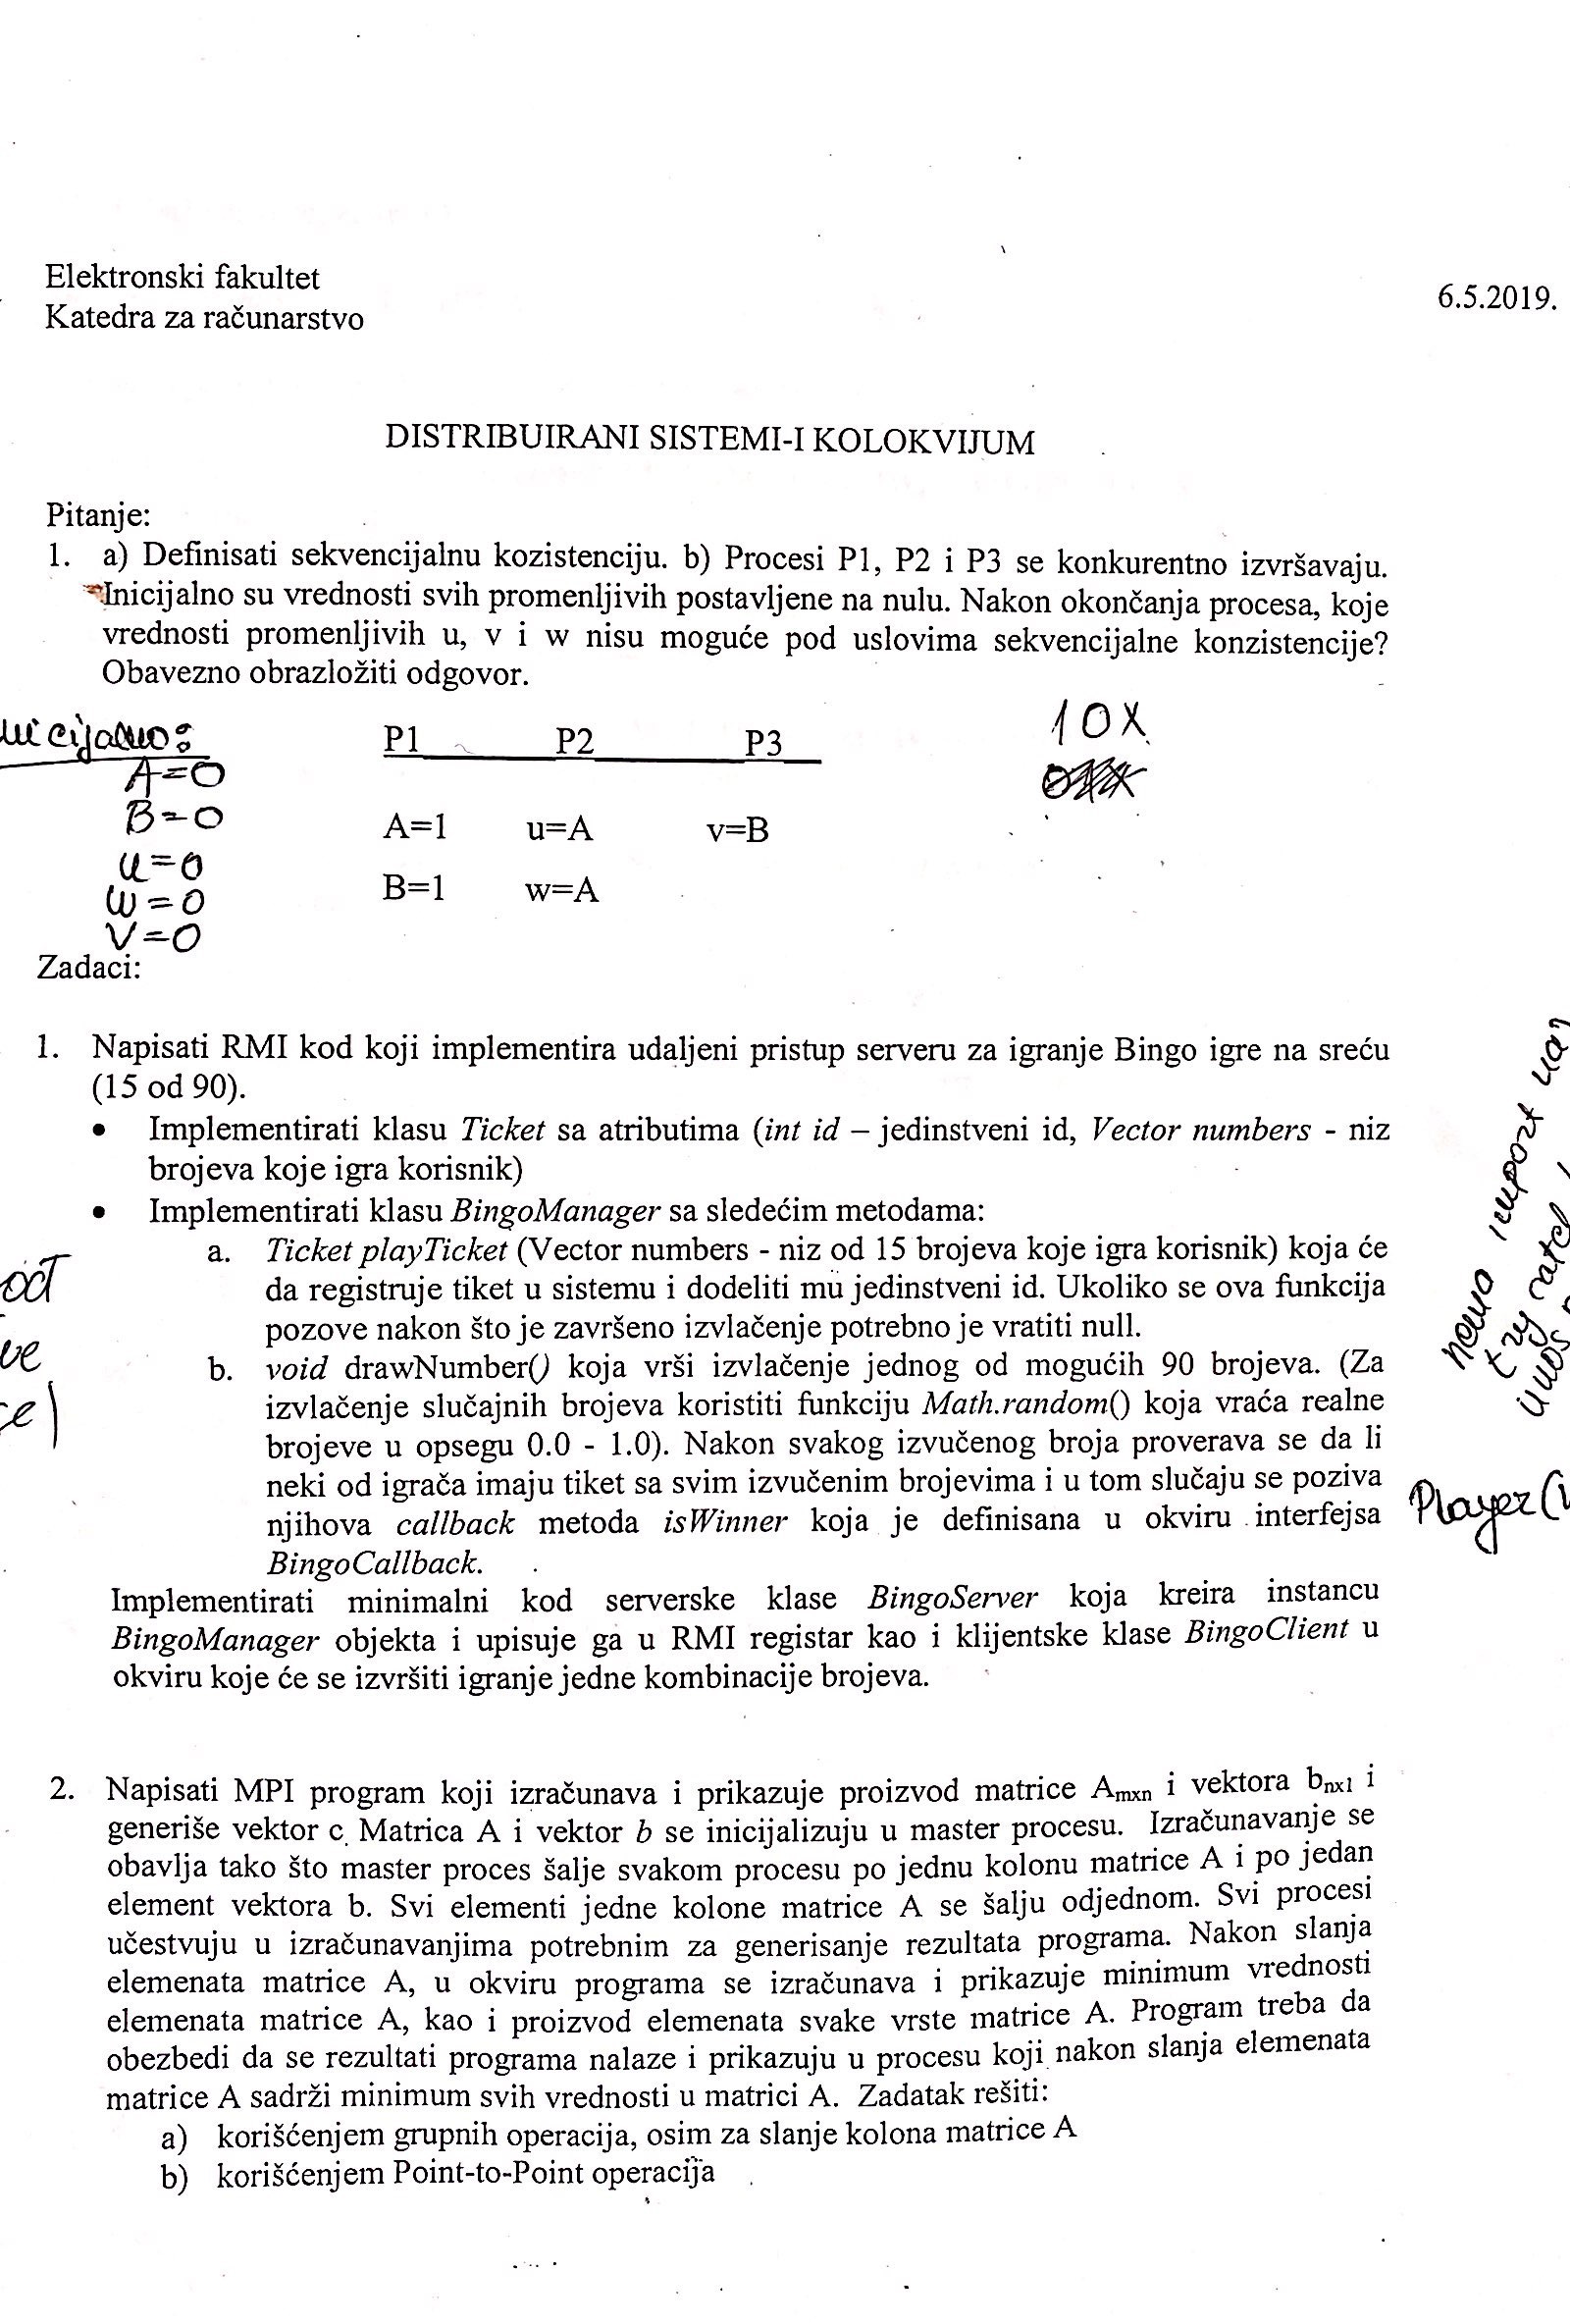 Elektronski fakultet
Katedra za računarstvo
6.5.2019.
DISTRIBUIRANI SISTEMI-I KOLOKVIJUM
Pitanje:
1. a) Definisati sekvencijalnu kozistenciju. b) Procesi P1, P2 i P3 se konkurentno izvršavaju.
Inicijalno su vrednosti svih promenljivih postavljene na nulu. Nakon okončanja procesa, koje
vrednosti promenljivih u, v i w nisu moguće pod uslovima sekvencijalne konzistencije?
Obavezno obrazložiti odgovor.
A=0
B=0
u=0
w=0
V=0
P1 P2 P3
A=1 u=A v=B
B=1 w=A
10X
Zadaci:
1. Napisati RMI kod koji implementira udaljeni pristup serveru za igranje Bingo igre na sreću
(15 od 90).
• Implementirati klasu Ticket sa atributima (int id – jedinstveni id, Vector numbers - niz
brojeva koje igra korisnik)
• Implementirati klasu BingoManager sa sledećim metodama:
a. Ticket playTicket (Vector numbers - niz od 15 brojeva koje igra korisnik) koja će
da registruje tiket u sistemu i dodeliti mu jedinstveni id. Ukoliko se ova funkcija
pozove nakon što je završeno izvlačenje potrebno je vratiti null.
b. void drawNumber() koja vrši izvlačenje jednog od mogućih 90 brojeva. (Za
izvlačenje slučajnih brojeva koristiti funkciju Math.random() koja vraća realne
brojeve u opsegu 0.0 - 1.0). Nakon svakog izvučenog broja proverava se da li
neki od igrača imaju tiket sa svim izvučenim brojevima i u tom slučaju se poziva
njihova callback metoda isWinner koja je definisana u okviru interfejsa
BingoCallback.
Implementirati minimalni kod serverske klase BingoServer koja kreira instancu
BingoManager objekta i upisuje ga u RMI registar kao i klijentske klase BingoClient u
okviru koje će se izvršiti igranje jedne kombinacije brojeva.
Player(
2. Napisati MPI program koji izračunava i prikazuje proizvod matrice Amxn i vektora bnx1 i
generiše vektor c. Matrica A i vektor b se inicijalizuju u master procesu. Izračunavanje se
obavlja tako što master proces šalje svakom procesu po jednu kolonu matrice A i po jedan
element vektora b. Svi elementi jedne kolone matrice A se šalju odjednom. Svi procesi
učestvuju u izračunavanjima potrebnim za generisanje rezultata programa. Nakon slanja
elemenata matrice A, u okviru programa se izračunava i prikazuje minimum vrednosti
elemenata matrice A, kao i proizvod elemenata svake vrste matrice A. Program treba da
obezbedi da se rezultati programa nalaze i prikazuju u procesu koji nakon slanja elemenata
matrice A sadrži minimum svih vrednosti u matrici A. Zadatak rešiti:
a) korišćenjem grupnih operacija, osim za slanje kolona matrice A
b) korišćenjem Point-to-Point operacija